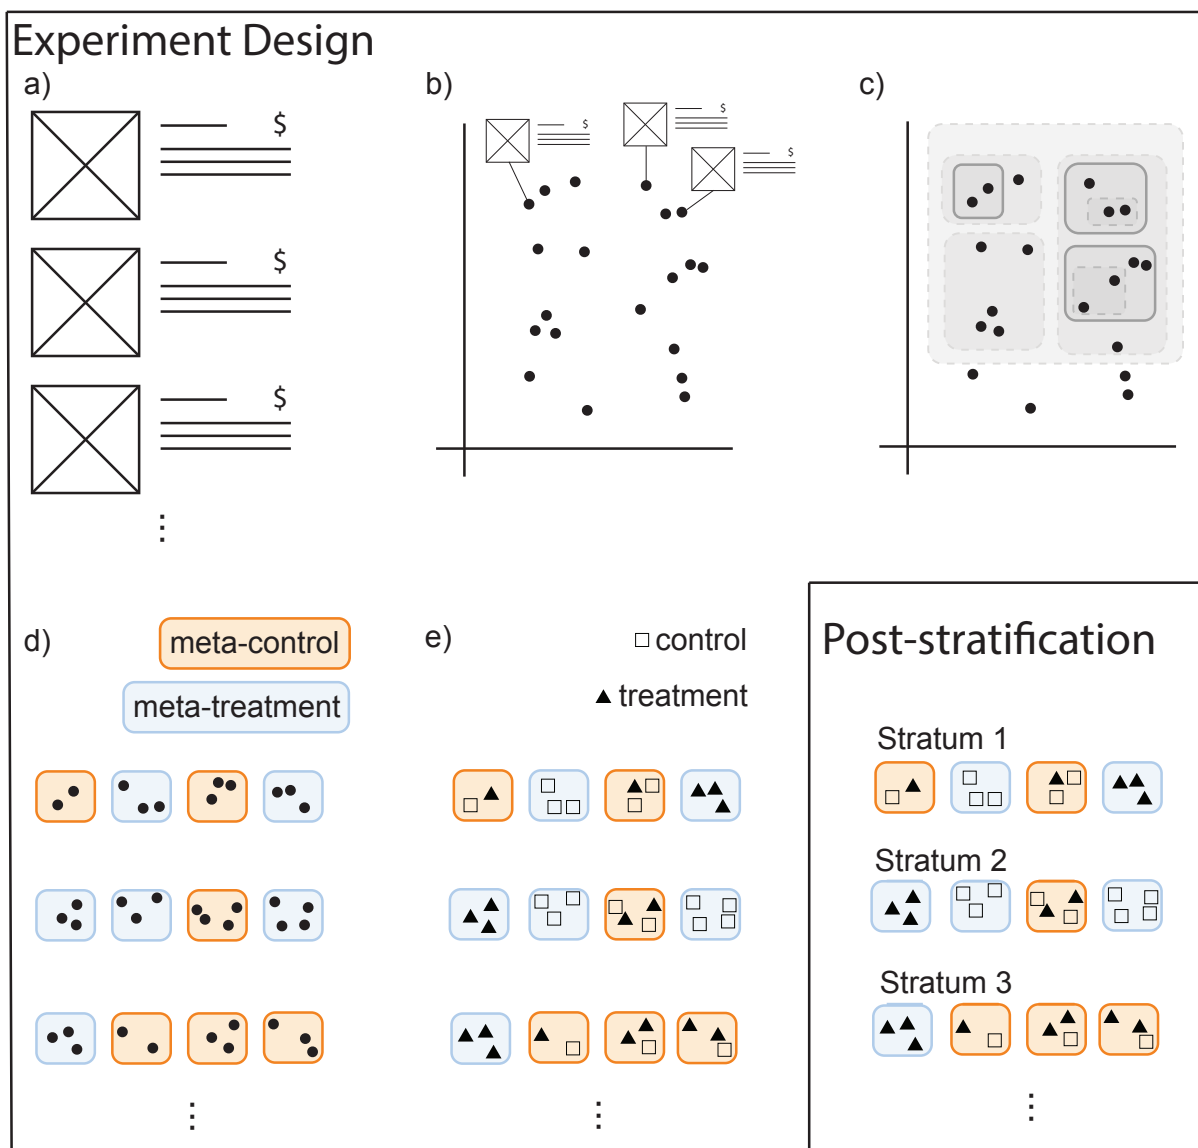 Experiment Design
a)
$
$
$
⋮
b)
$
$
$
c)
d)
meta-control
meta-treatment
⋮
e)
control
treatment
⋮
Post-stratification
Stratum 1
Stratum 2
Stratum 3
⋮